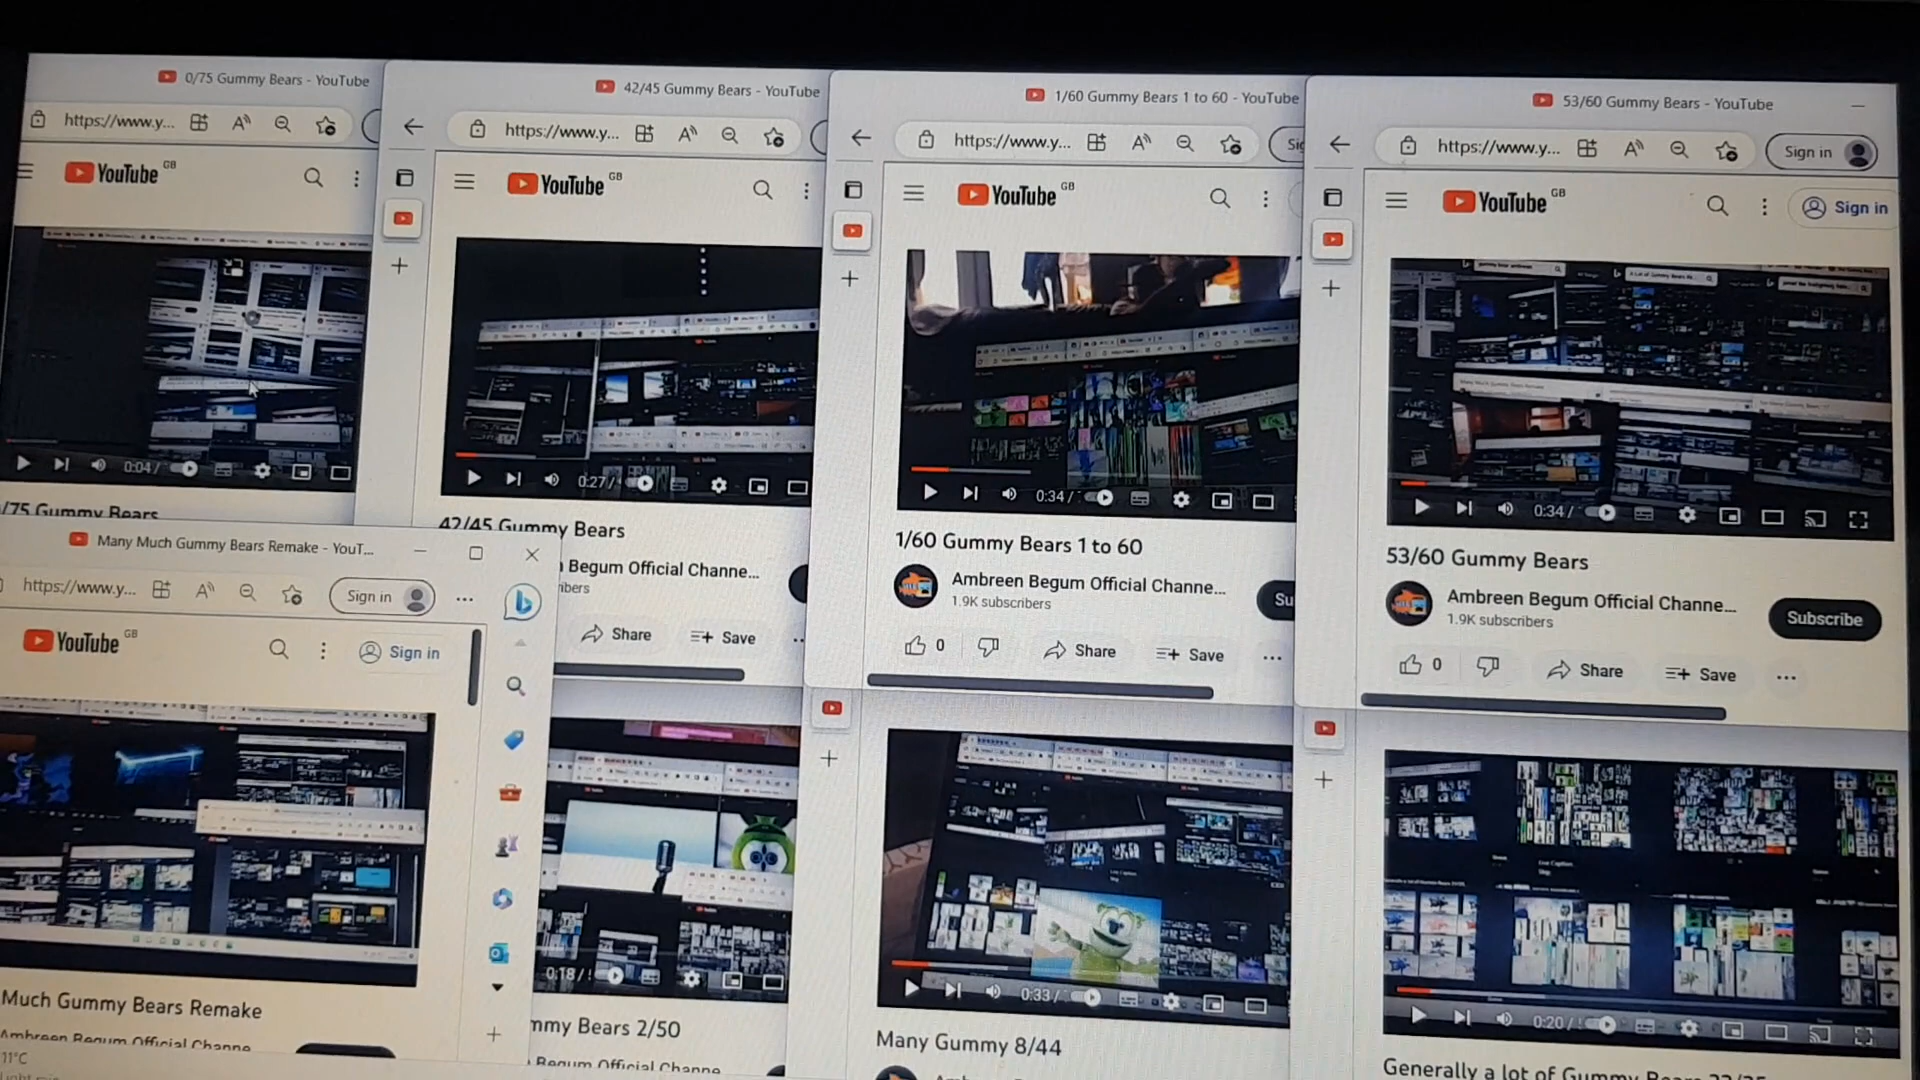 0/75 Gummy Bears - YouTube
https://www.y...
YouTube GB
0:04 /
/75 Gummy Bears
42/45 Gummy Bears - YouTube
https://www.y...
YouTube GB
0:27 /
42/45 Gummy Bears
Begum Official Channe...
ibers
Share
Save
1/60 Gummy Bears 1 to 60 - YouTube
https://www.y...
YouTube GB
0:34 /
1/60 Gummy Bears 1 to 60
Ambreen Begum Official Channe...
1.9K subscribers
Su
0
Share
Save
53/60 Gummy Bears - YouTube
https://www.y...
Sign in
YouTube GB
Sign in
0:34 /
53/60 Gummy Bears
Ambreen Begum Official Channe...
1.9K subscribers
Subscribe
0
Share
Save
Many Much Gummy Bears Remake - YouT...
https://www.y...
Sign in
YouTube GB
Sign in
Much Gummy Bears Remake
Ambreen Begum Official Channe
11°C
0:18 /
mmy Bears 2/50
Begum Official Channe
0:33 /
Many Gummy 8/44
0:20 /
Generally a lot of Gummy Bears